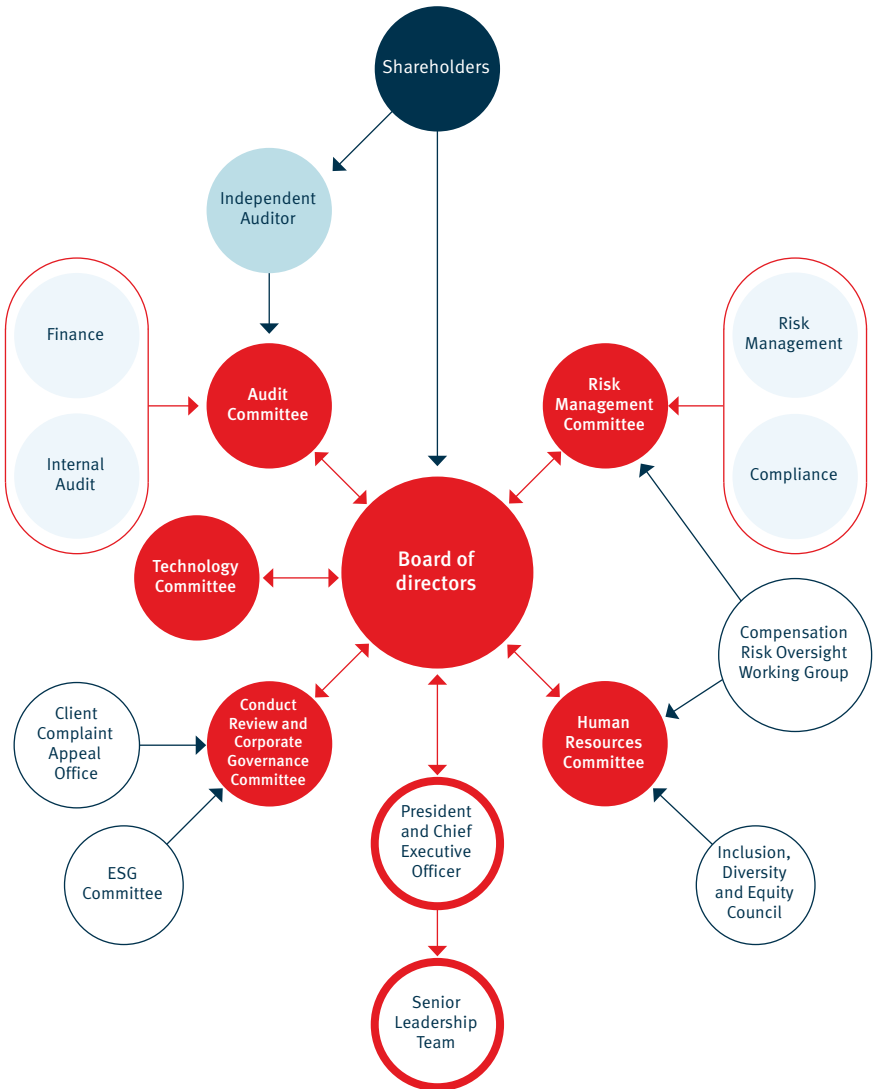 Shareholders
Independent
Auditor
Finance
Internal
Audit
Audit
Committee
Risk
Management
Committee
Risk
Management
Compliance
Technology
Committee
Board of
directors
Compensation
Risk Oversight
Working Group
Client
Complaint
Appeal
Office
Conduct
Review and
Corporate
Governance
Committee
Human
Resources
Committee
ESG
Committee
President
and Chief
Executive
Officer
Inclusion,
Diversity
and Equity
Council
Senior
Leadership
Team